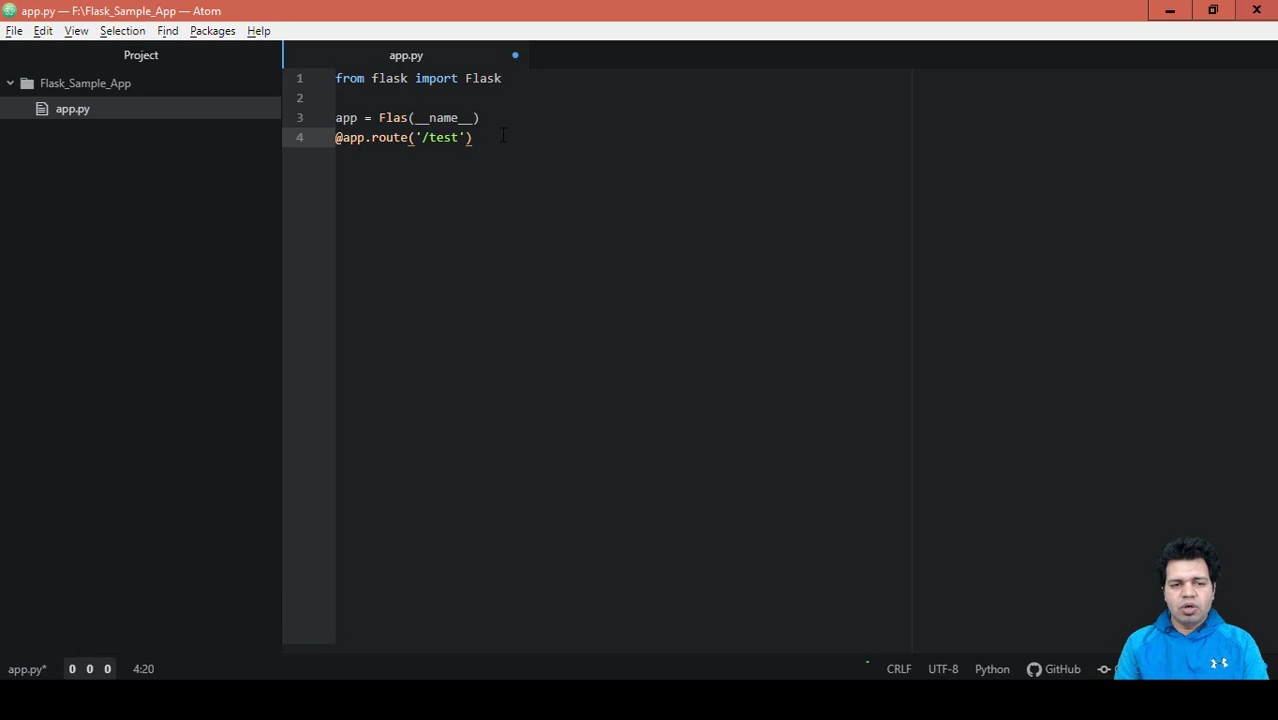 app.py — F:\Flask_Sample_App — Atom
File Edit View Selection Find Packages Help
Project
app.py
Flask_Sample_App
app.py
1 from flask import Flask
2
3 app = Flas(__name__)
4 @app.route('/test')
app.py* 0 0 0 4:20
CRLF UTF-8 Python GitHub